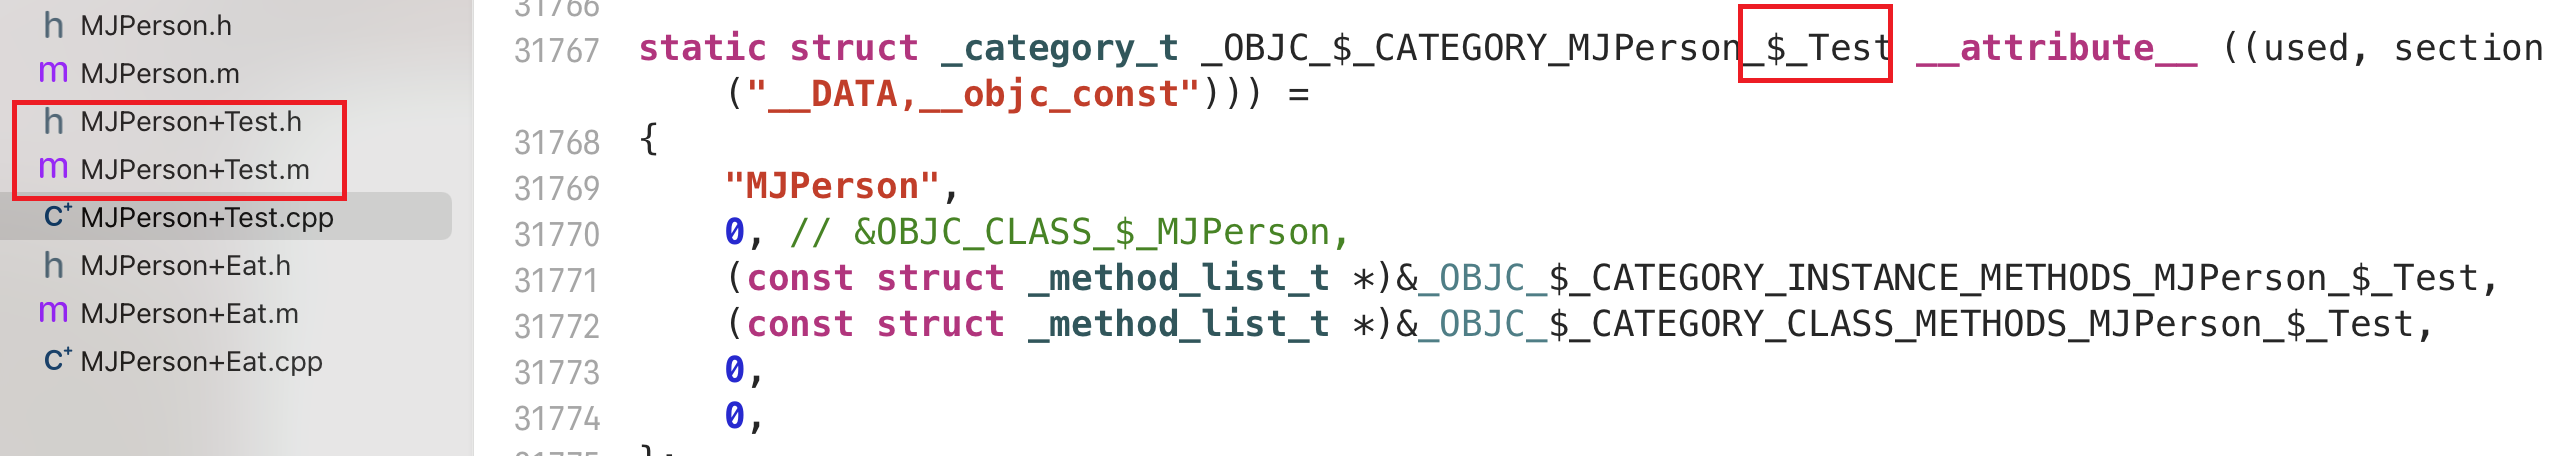 MJPerson.h
MJPerson.m
MJPerson+Test.h
MJPerson+Test.m
MJPerson+Test.cpp
MJPerson+Eat.h
MJPerson+Eat.m
MJPerson+Eat.cpp
31766
31767 static struct _category_t _OBJC_$_CATEGORY_MJPerson_$_Test __attribute__ ((used, section
("__DATA,__objc_const"))) =
31768 {
31769 "MJPerson",
31770 0, // &OBJC_CLASS_$_MJPerson,
31771 (const struct _method_list_t *)&_OBJC_$_CATEGORY_INSTANCE_METHODS_MJPerson_$_Test,
31772 (const struct _method_list_t *)&_OBJC_$_CATEGORY_CLASS_METHODS_MJPerson_$_Test,
31773 0,
31774 0,
31775 };